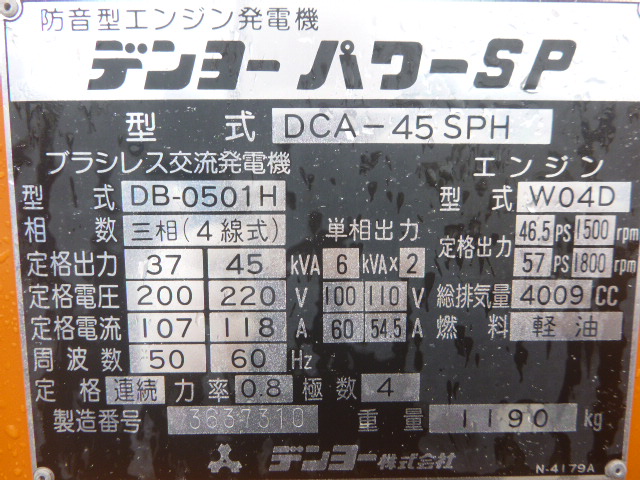 防音型エンジン発電機
デンヨーパワーSP
型式 DCA-45SPH
ブラシレス交流発電機 エンジン
型式 DB-0501H 型式 W04D
相数 三相(4線式) 単相出力 定格出力 46.5 PS 1500 rpm
定格出力 37 45 kVA 6 kVA×2 57 PS 1800 rpm
定格電圧 200 220 V 100 110 V 総排気量 4009 CC
定格電流 107 118 A 60 54.5 A 燃料 軽油
周波数 50 60 Hz
定格 連続 力率 0.8 極数 4
製造番号 3637310 重量 1190 kg
デンヨー株式会社 N-4179A